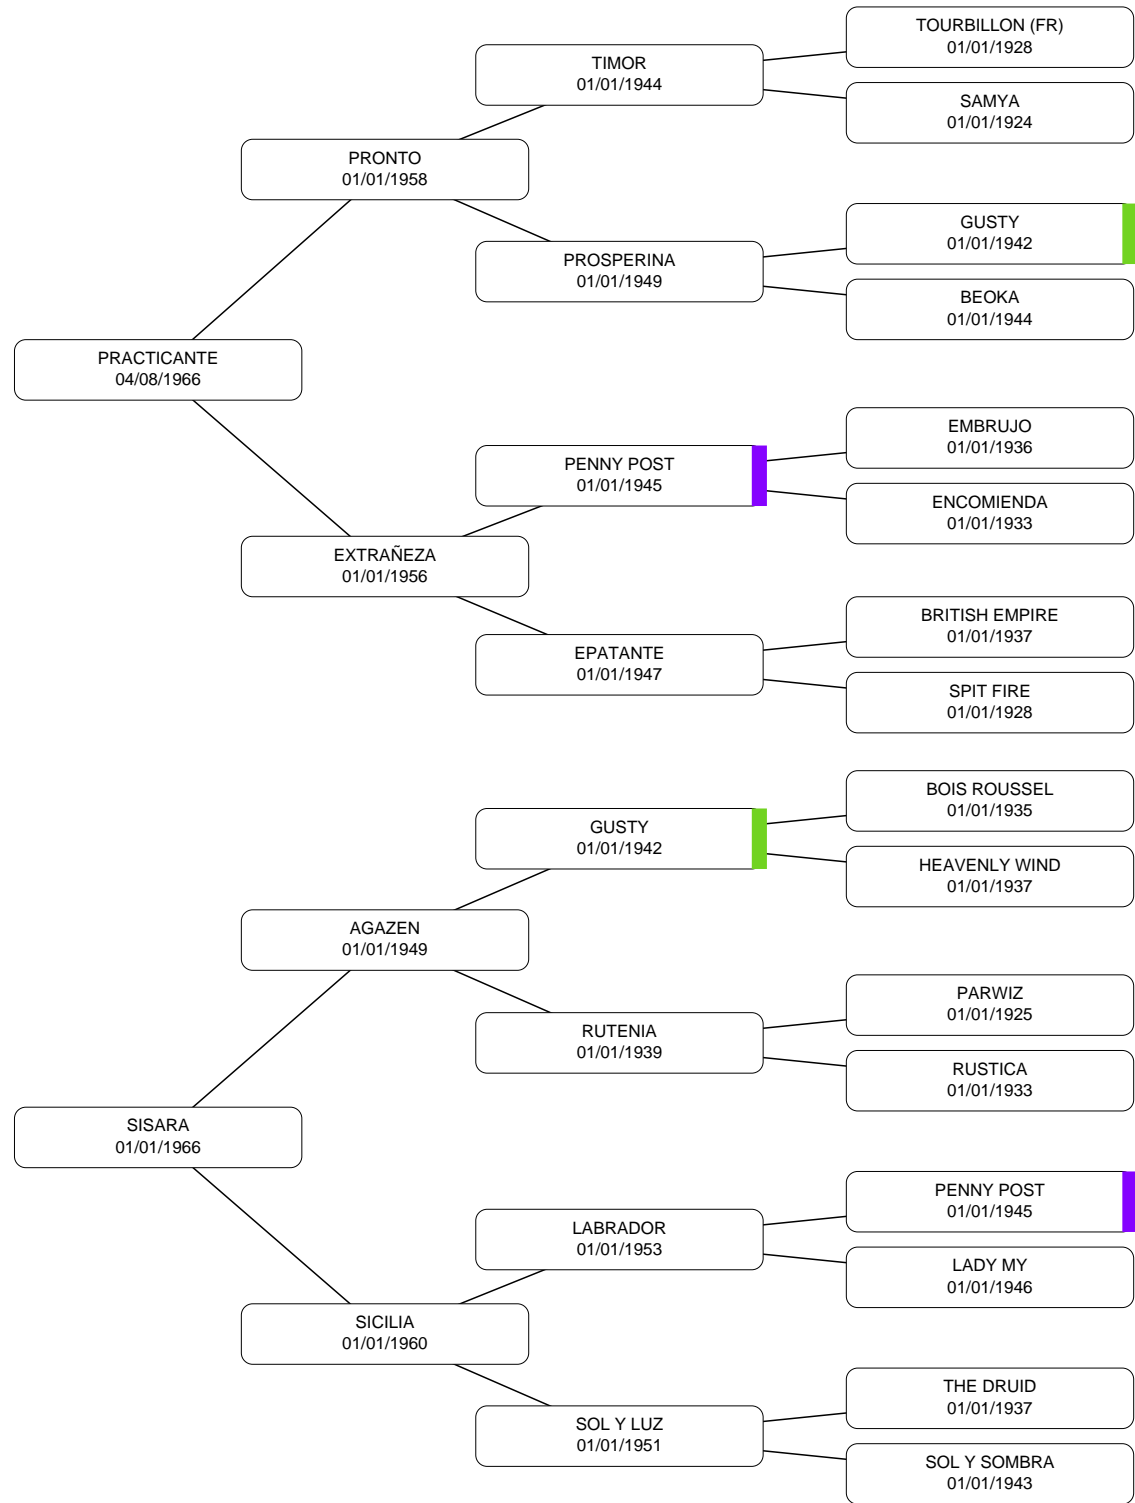 TOURBILLON (FR)
01/01/1928
TIMOR
01/01/1944
SAMYA
01/01/1924
PRONTO
01/01/1958
GUSTY
01/01/1942
PROSPERINA
01/01/1949
BEOKA
01/01/1944
PRACTICANTE
04/08/1966
EMBRUJO
01/01/1936
PENNY POST
01/01/1945
ENCOMIENDA
01/01/1933
EXTRAÑEZA
01/01/1956
BRITISH EMPIRE
01/01/1937
EPATANTE
01/01/1947
SPIT FIRE
01/01/1928
BOIS ROUSSEL
01/01/1935
GUSTY
01/01/1942
HEAVENLY WIND
01/01/1937
AGAZEN
01/01/1949
PARWIZ
01/01/1925
RUTENIA
01/01/1939
RUSTICA
01/01/1933
SISARA
01/01/1966
PENNY POST
01/01/1945
LABRADOR
01/01/1953
LADY MY
01/01/1946
SICILIA
01/01/1960
THE DRUID
01/01/1937
SOL Y LUZ
01/01/1951
SOL Y SOMBRA
01/01/1943